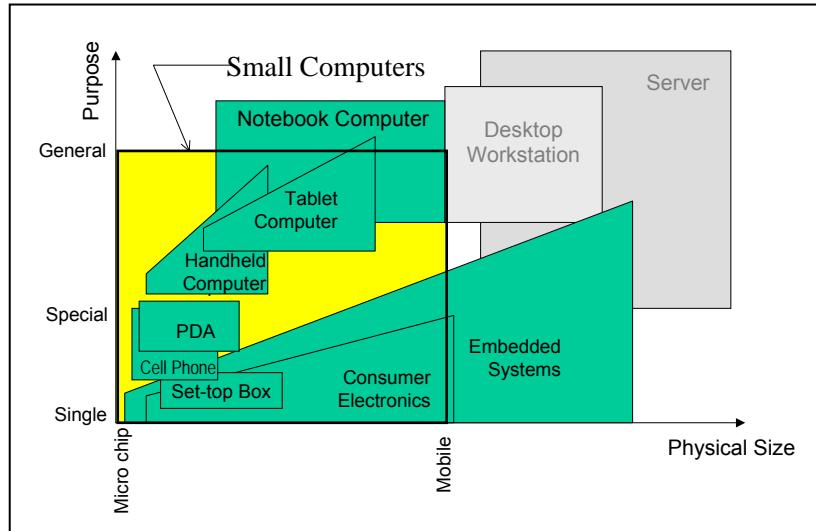 Purpose
Small Computers
Server
Notebook Computer
Desktop
Workstation
General
Tablet
Computer
Handheld
Computer
Special
PDA
Cell Phone
Embedded
Systems
Consumer
Electronics
Set-top Box
Single
Micro chip
Mobile
Physical Size